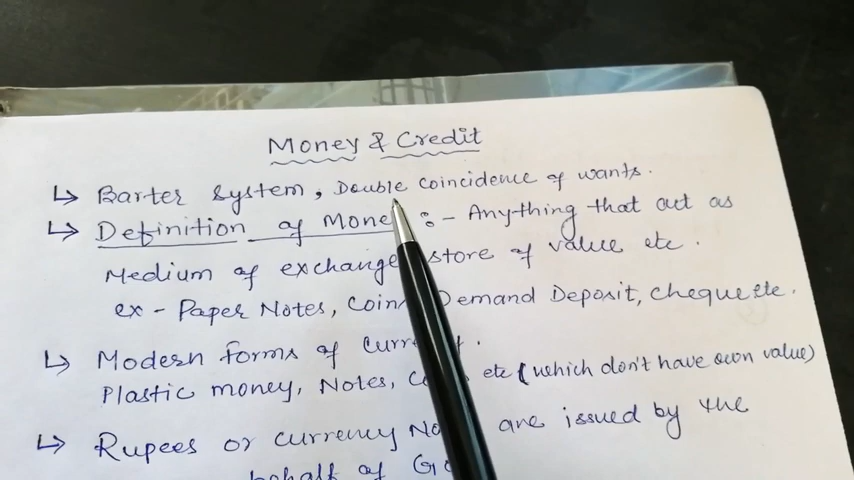 Money & Credit
↳ Barter system, Double coincidence of wants.
↳ Definition of Mone :- Anything that act as
Medium of exchange store of value etc.
ex - Paper Notes, Coin Demand Deposit, cheque etc.
↳ Modern forms of curr
Plastic money, Notes, etc (which don't have own value)
↳ Rupees or currency No are issued by the
behalf of Go